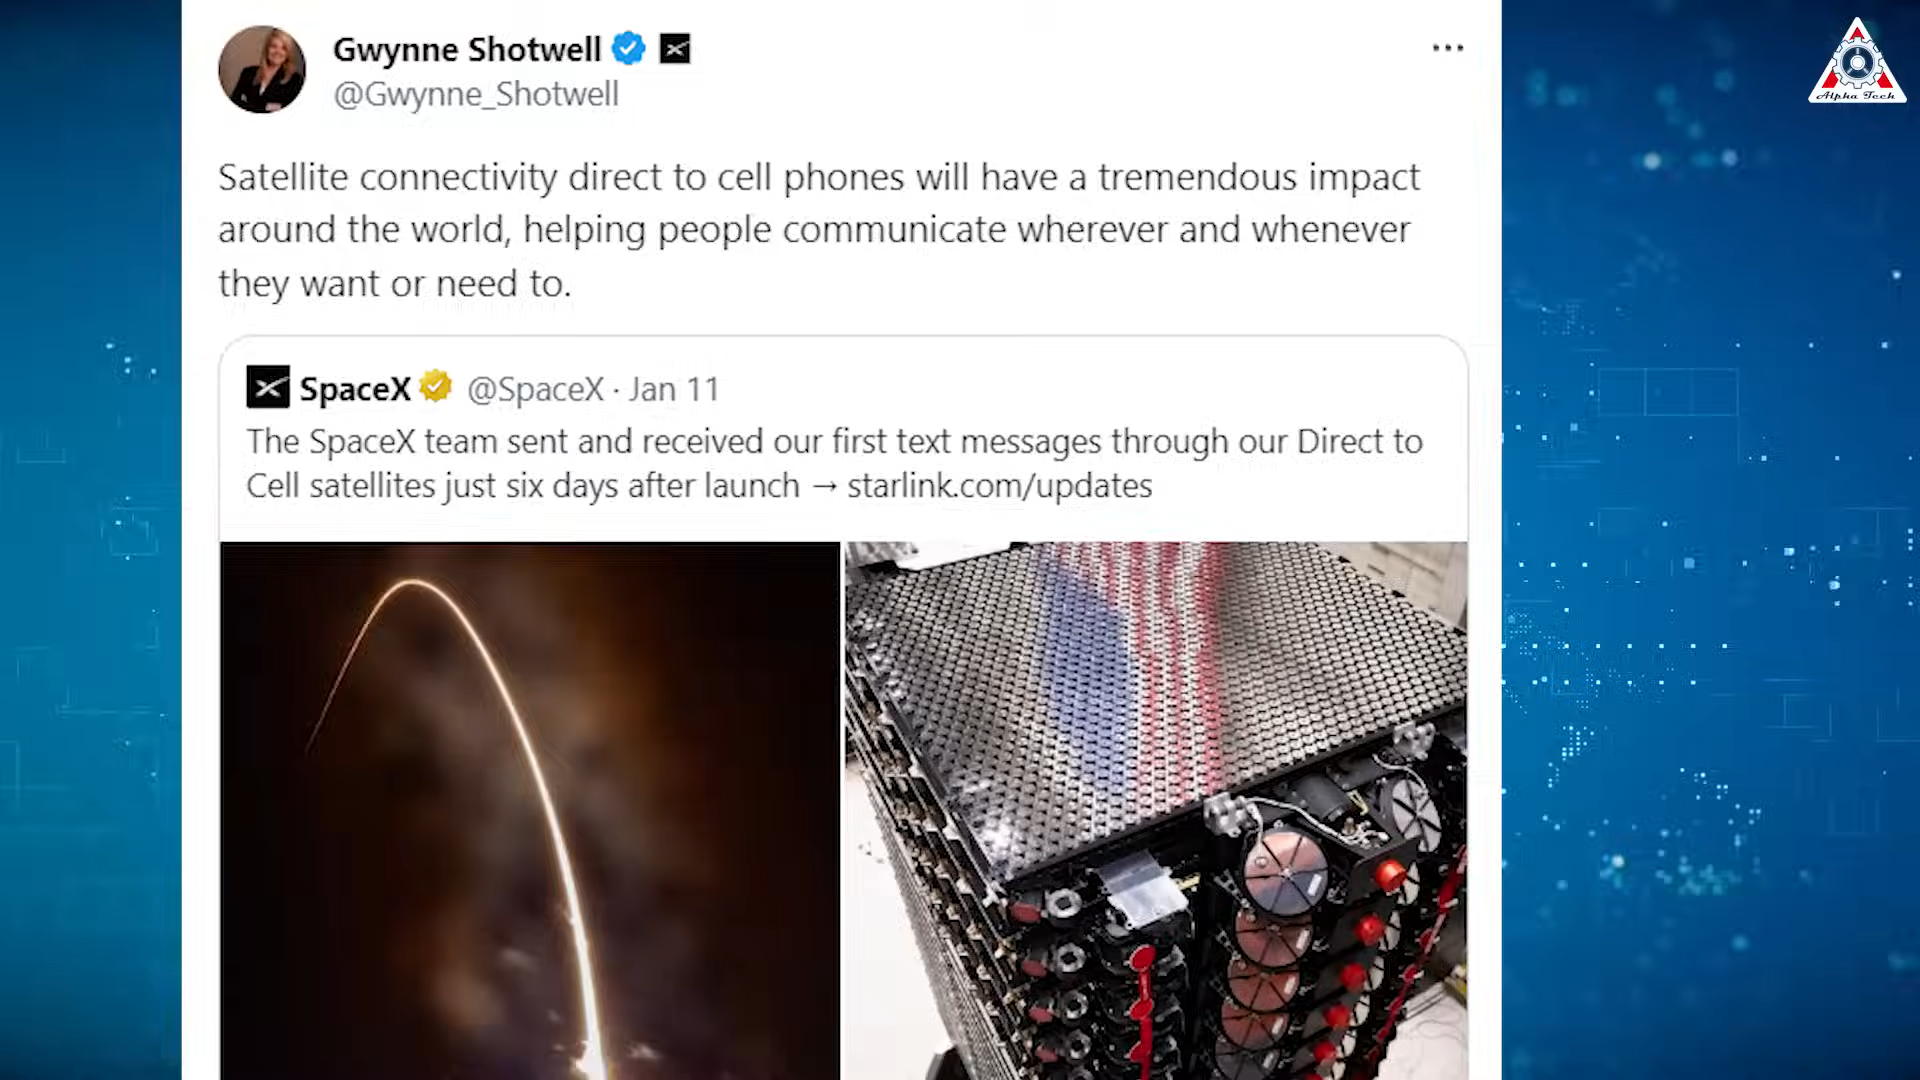 Gwynne Shotwell
@Gwynne_Shotwell
Satellite connectivity direct to cell phones will have a tremendous impact
around the world, helping people communicate wherever and whenever
they want or need to.
SpaceX @SpaceX · Jan 11
The SpaceX team sent and received our first text messages through our Direct to
Cell satellites just six days after launch → starlink.com/updates
Alpha Tech